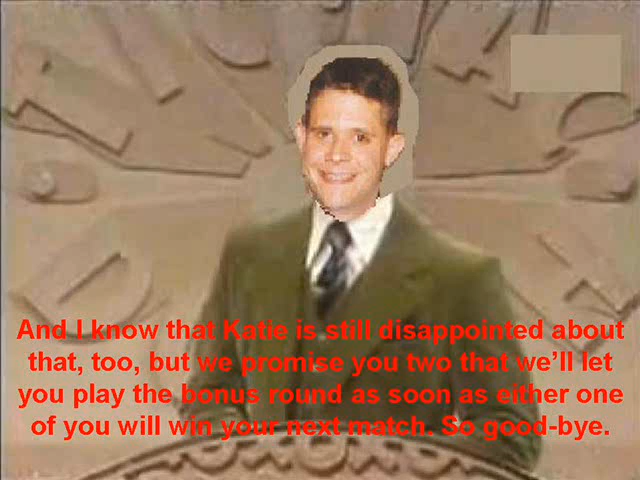 And I know that Katie is still disappointed about
that, too, but we promise you two that we’ll let
you play the bonus round as soon as either one
of you will win your next match. So good-bye.